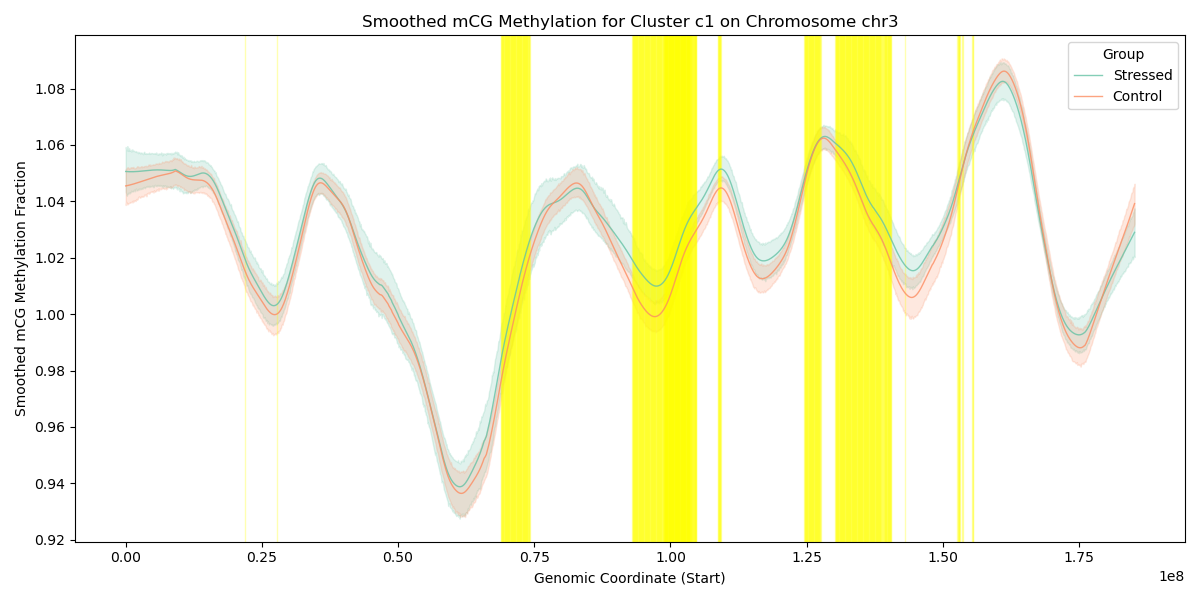 Smoothed mCG Methylation for Cluster c1 on Chromosome chr3
Group
Stressed
Control
Smoothed mCG Methylation Fraction
1.08
1.06
1.04
1.02
1.00
0.98
0.96
0.94
0.92
0.00
0.25
0.50
0.75
1.00
1.25
1.50
1.75
1e8
Genomic Coordinate (Start)